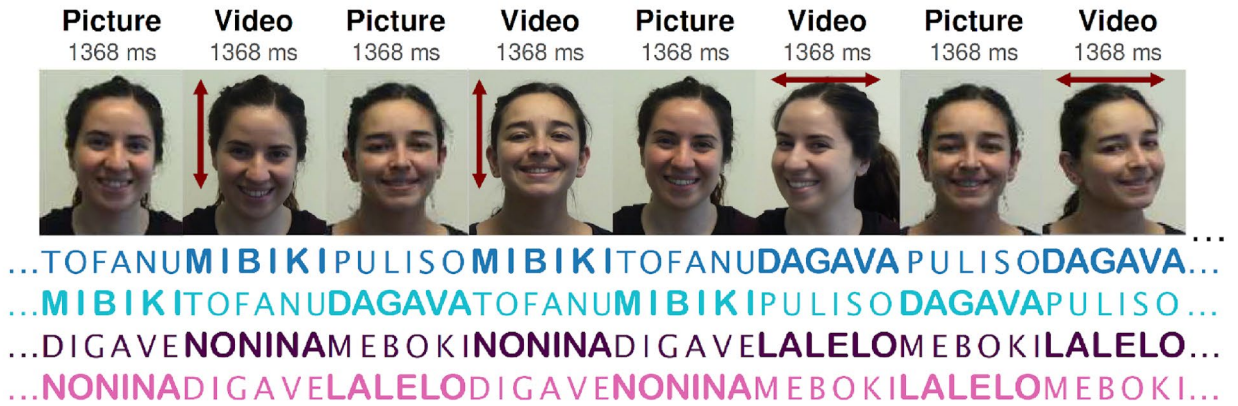 Picture Video Picture Video Picture Video Picture Video
1368 ms 1368 ms 1368 ms 1368 ms 1368 ms 1368 ms 1368 ms 1368 ms
...
...TOFANUMIBIKIPULISOMIBIKITOFANUDAGAVAPULISODAGAVA...
...MIBIKITOFANUDAGAVATOFANUMIBIKIPULISODAGAVAPULISO...
...DIGAVENONINAMEBOKINONINADIGAVELALELOMEBOKILALELO...
...NONINADIGAVELALELODIGAVENONINAMEBOKILALELOMEBOKI...